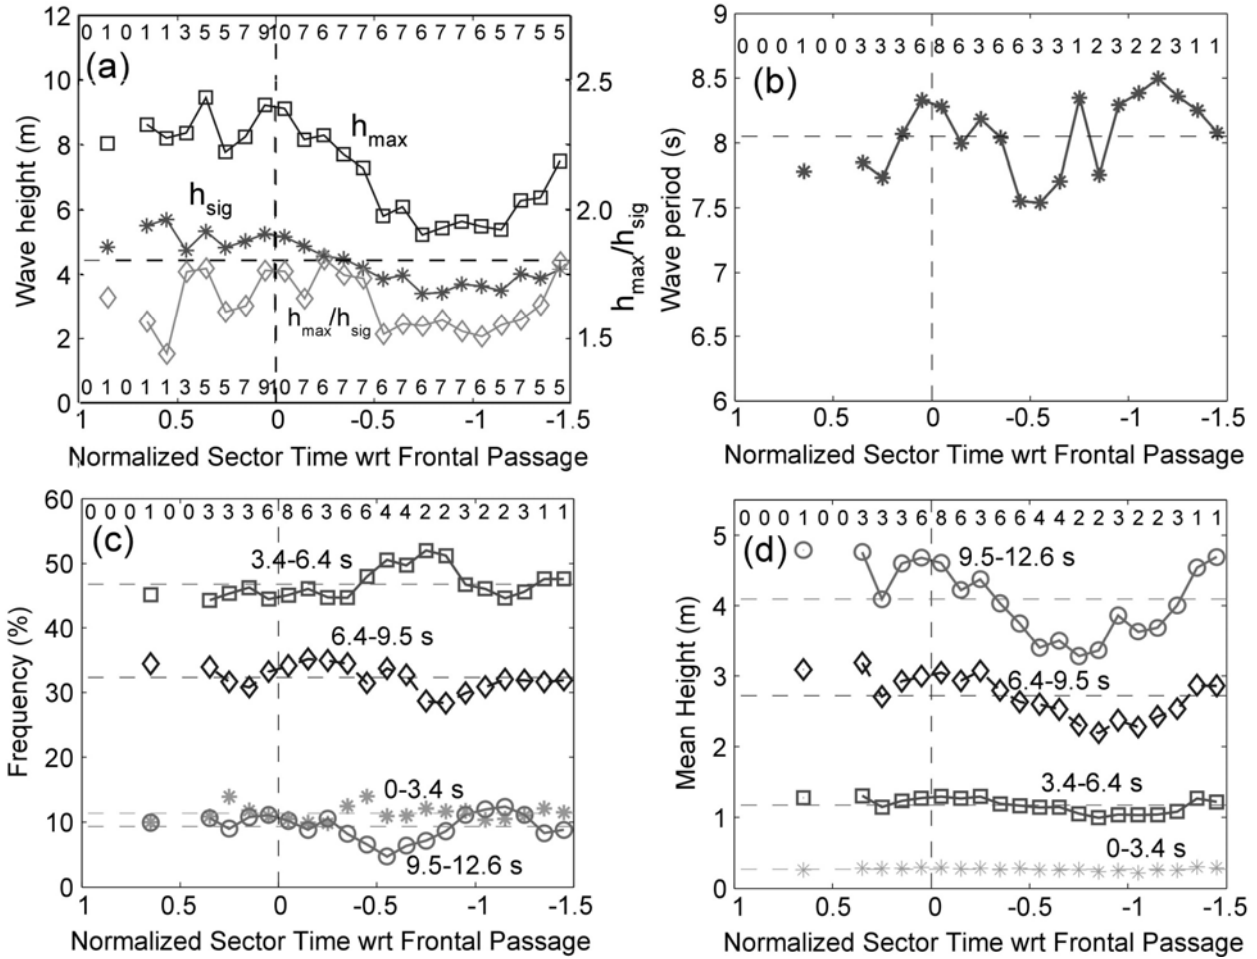 12
10
8
6
4
2
0
Wave height (m)
0 1 0 1 1 3 5 5 7 9 10 7 6 7 7 6 7 6 7 7 6 5 7 7 5
(a)
h_max
h_sig
h_max/h_sig
0 1 0 1 1 3 5 5 7 9 10 7 6 7 7 6 7 6 7 7 6 5 7 7 5
2.5
2.0
1.5
h_max/h_sig
1 0.5 0 -0.5 -1 -1.5
Normalized Sector Time wrt Frontal Passage
9
8.5
8
7.5
7
6.5
6
Wave period (s)
0 0 0 1 0 0 3 3 3 6 8 6 3 6 6 3 3 1 2 3 2 2 3 1 1
(b)
1 0.5 0 -0.5 -1 -1.5
Normalized Sector Time wrt Frontal Passage
60
50
40
30
20
10
0
Frequency (%)
0 0 0 1 0 0 3 3 3 6 8 6 3 6 6 4 4 2 2 3 2 2 3 1 1
(c)
3.4-6.4 s
6.4-9.5 s
0-3.4 s
9.5-12.6 s
1 0.5 0 -0.5 -1 -1.5
Normalized Sector Time wrt Frontal Passage
5
4
3
2
1
0
Mean Height (m)
0 0 0 1 0 0 3 3 3 6 8 6 3 6 6 4 4 2 2 3 2 2 3 1 1
(d)
9.5-12.6 s
6.4-9.5 s
3.4-6.4 s
0-3.4 s
1 0.5 0 -0.5 -1 -1.5
Normalized Sector Time wrt Frontal Passage